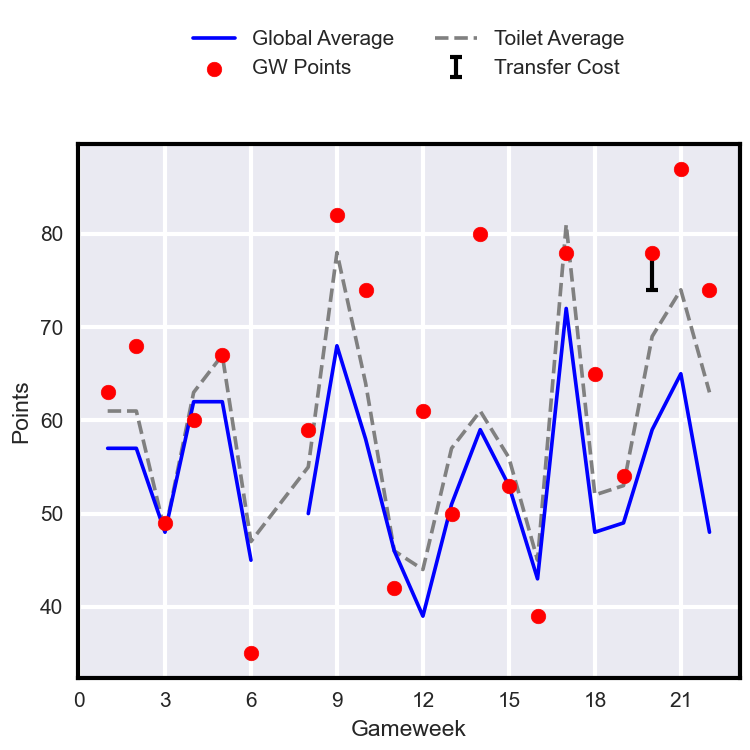 Global Average
GW Points
Toilet Average
Transfer Cost
80
70
60
50
40
Points
0 3 6 9 12 15 18 21
Gameweek